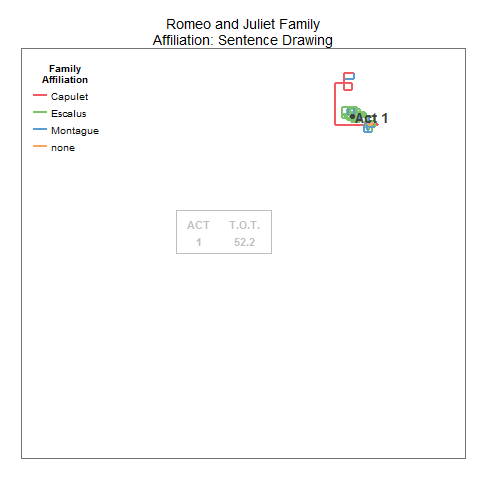 Romeo and Juliet Family
Affiliation: Sentence Drawing
Family
Affiliation
Capulet
Escalus
Montague
none
Act 1
ACT T.O.T.
1 52.2